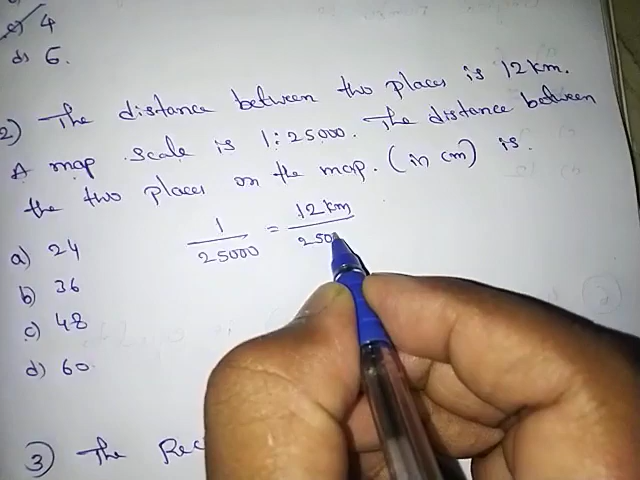 c) 4
d) 6.
2) The distance between two places is 12 km.
A map scale is 1:25000. The distance between
the two places on the map. (in cm) is.
1/25000 = 12 km/250
a) 24
b) 36
c) 48
d) 60
3) The Rec